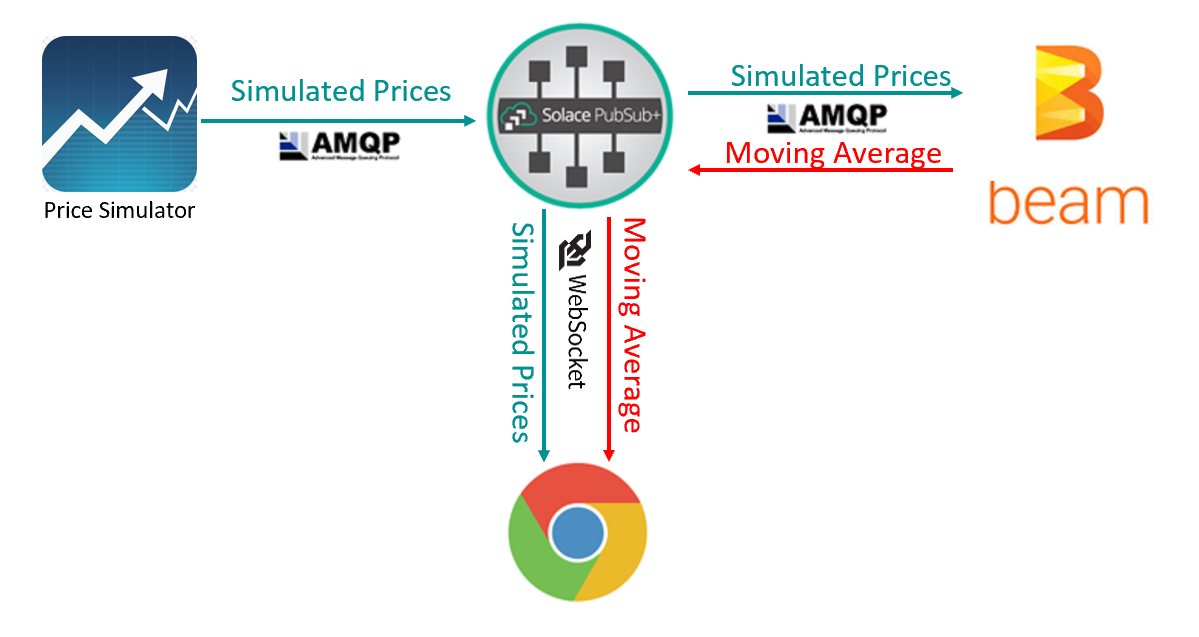 Simulated Prices
AMQP
Advanced Message Queuing Protocol
Price Simulator
Solace PubSub+
Simulated Prices
AMQP
Advanced Message Queuing Protocol
Moving Average
beam
Simulated Prices
WebSocket
Moving Average